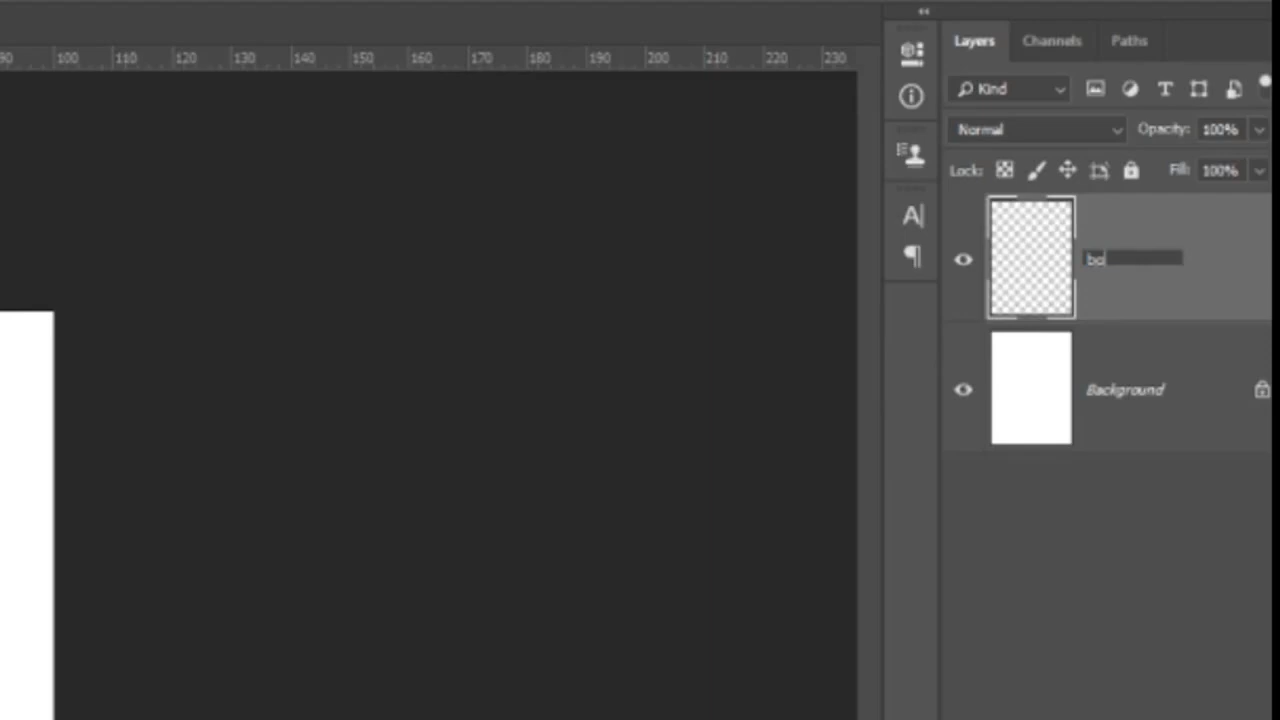 Layers Channels Paths
100 110 120 130 140 150 160 170 180 190 200 210 220 230
Kind
Normal Opacity: 100%
Lock: Fill: 100%
Background